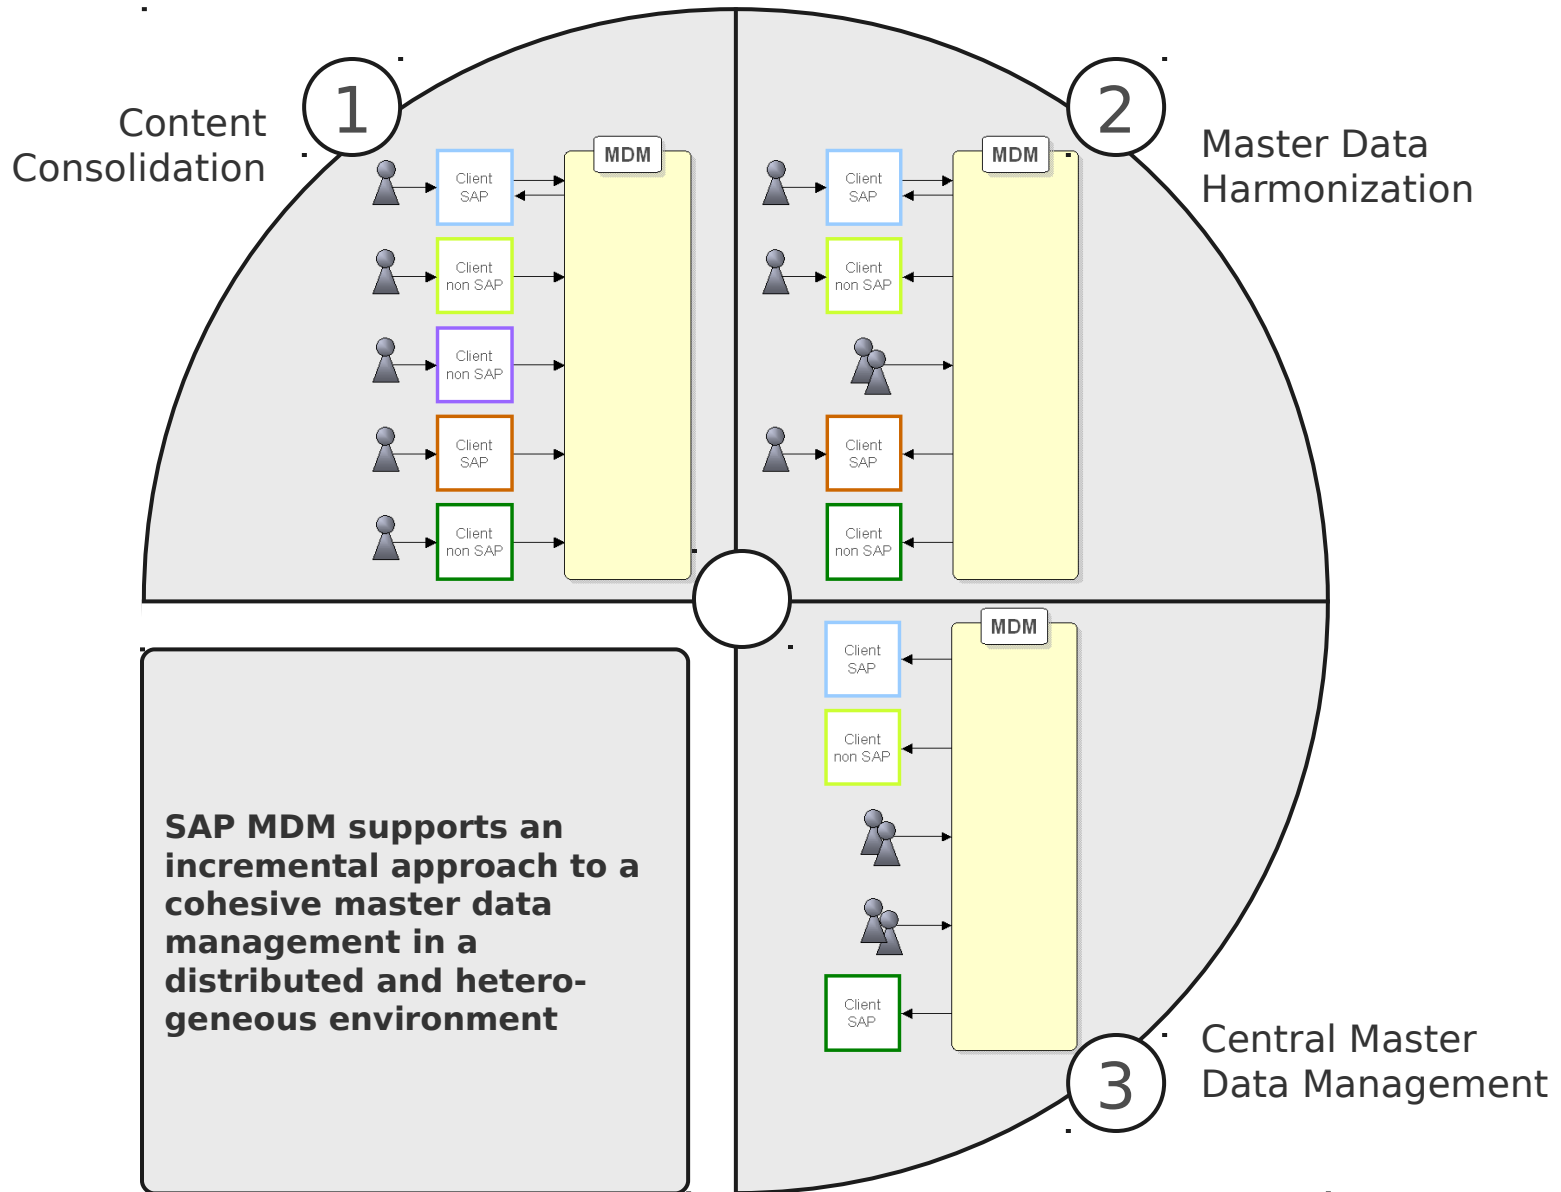 1
Content
Consolidation
MDM
Client
SAP
Client
non SAP
Client
non SAP
Client
SAP
Client
non SAP
2
Master Data
Harmonization
MDM
Client
SAP
Client
non SAP
Client
SAP
Client
non SAP
SAP MDM supports an
incremental approach to a
cohesive master data
management in a
distributed and hetero-
geneous environment
MDM
Client
SAP
Client
non SAP
Client
SAP
3
Central Master
Data Management